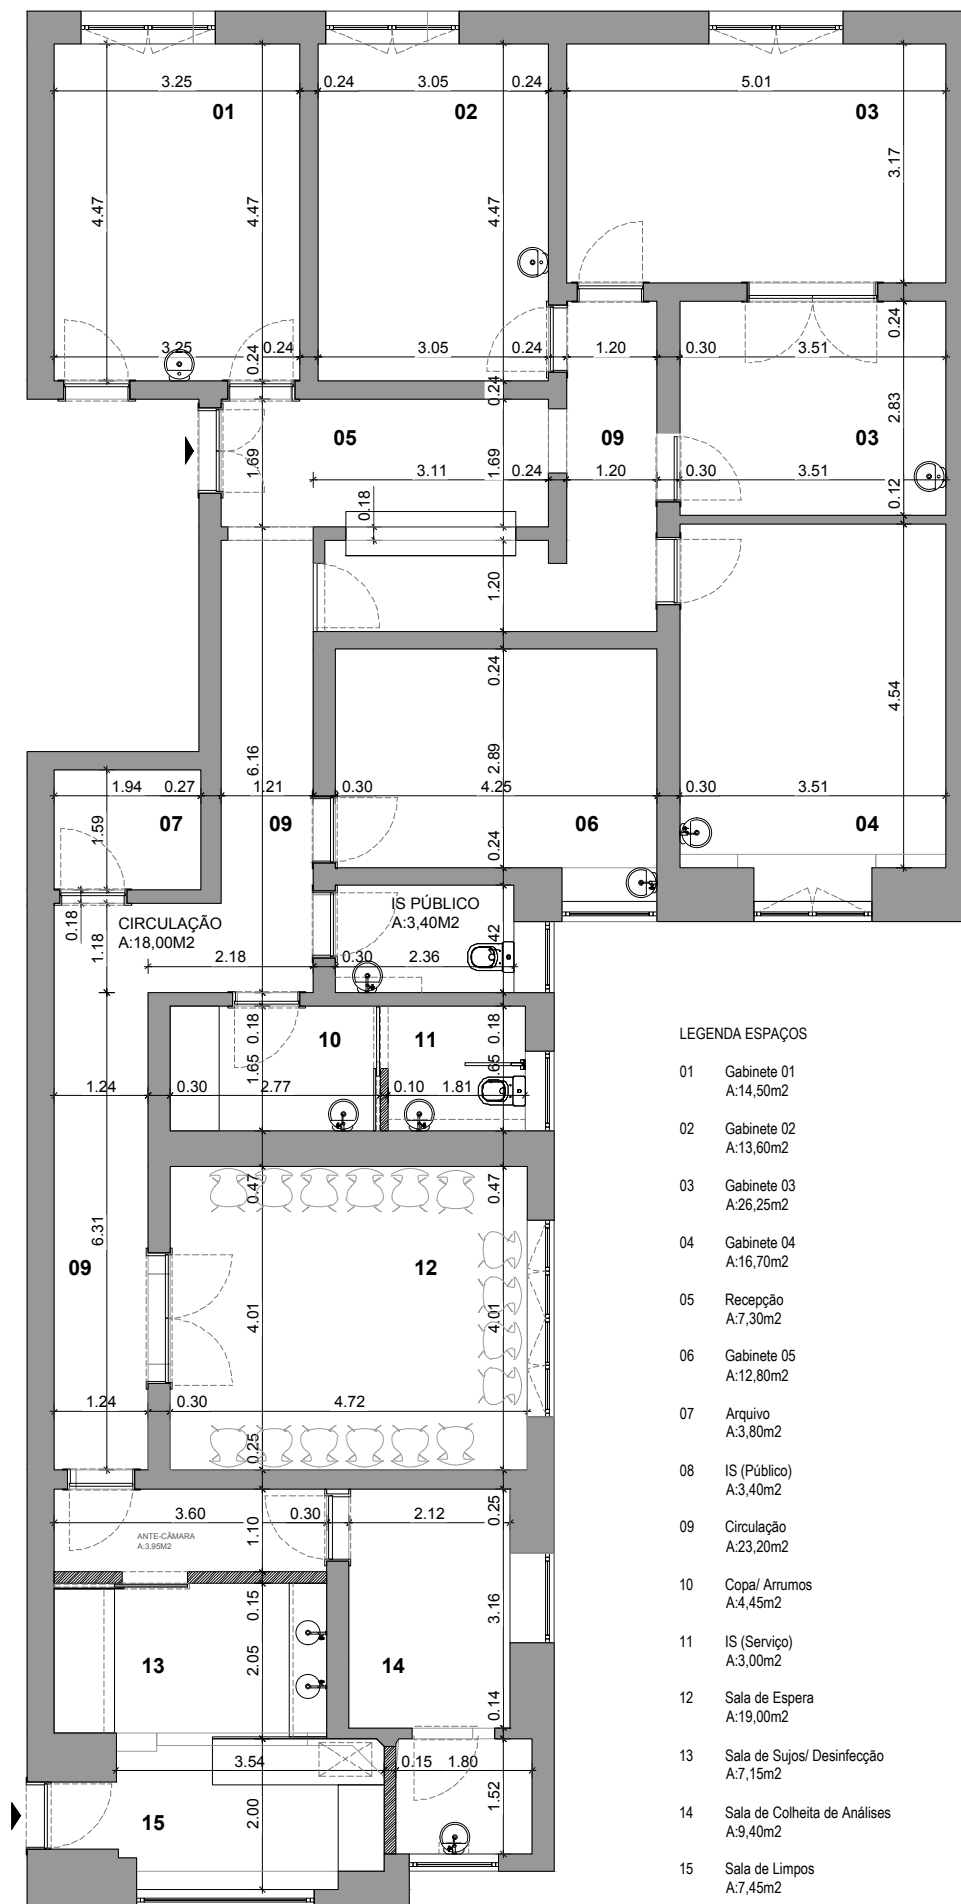 3.25
0.24
3.05
0.24
5.01
01
02
03
4.47
4.47
4.47
3.17
3.25
0.24
0.24
3.05
0.24
1.20
0.30
3.51
0.24
0.24
05
09
03
1.69
3.11
0.24
1.69
1.20
0.30
3.51
2.83
0.12
0.18
1.20
0.24
4.54
6.16
2.89
1.94
0.27
1.21
0.30
4.25
0.30
3.51
07
09
06
04
1.59
0.24
0.18
1.18
CIRCULAÇÃO
A:18,00M2
IS PÚBLICO
A:3,40M2
2.18
0.30
2.36
.42
10
11
0.18
0.18
1.65
.65
1.24
0.30
2.77
0.10
1.81
0.47
0.47
6.31
09
12
4.01
4.01
1.24
0.30
4.72
0.25
3.60
0.30
2.12
0.25
ANTE-CÂMARA
A:3,95M2
1.10
0.15
3.16
13
2.05
14
0.14
3.54
0.15
1.80
15
2.00
1.52
LEGENDA ESPAÇOS
01 Gabinete 01
A:14,50m2
02 Gabinete 02
A:13,60m2
03 Gabinete 03
A:26,25m2
04 Gabinete 04
A:16,70m2
05 Recepção
A:7,30m2
06 Gabinete 05
A:12,80m2
07 Arquivo
A:3,80m2
08 IS (Público)
A:3,40m2
09 Circulação
A:23,20m2
10 Copa/ Arrumos
A:4,45m2
11 IS (Serviço)
A:3,00m2
12 Sala de Espera
A:19,00m2
13 Sala de Sujos/ Desinfecção
A:7,15m2
14 Sala de Colheita de Análises
A:9,40m2
15 Sala de Limpos
A:7,45m2